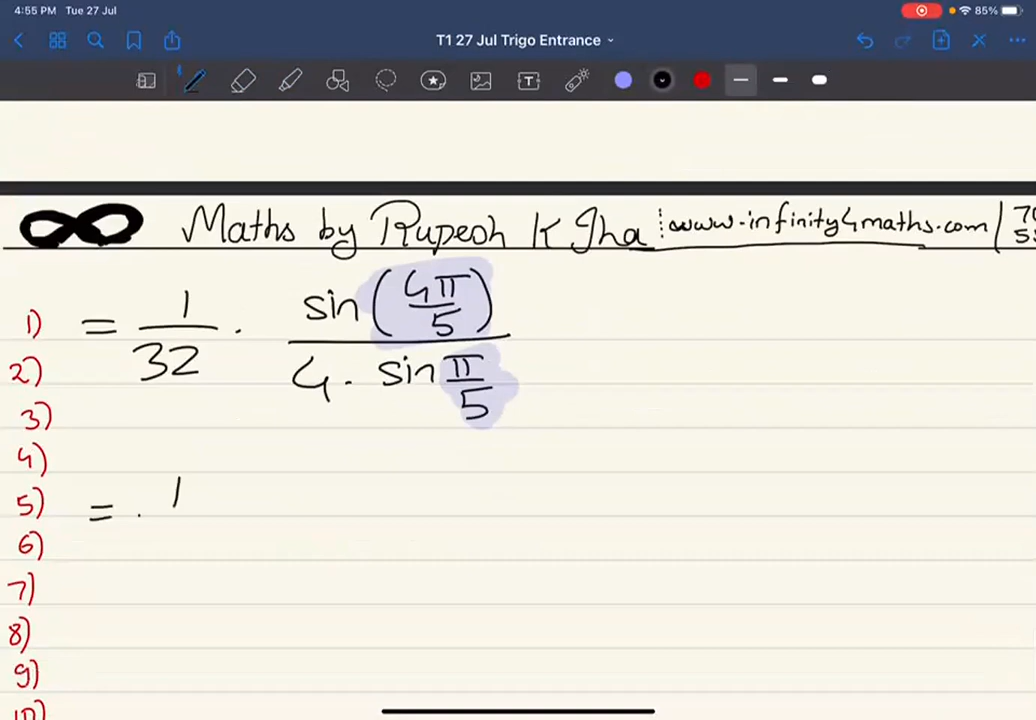 4:55 PM Tue 27 Jul 85%
T1 27 Jul Trigo Entrance
T
∞ Maths by Rupesh K Jha www.infinity4maths.com /
1) = 1/32 · sin(4π/5) / 4 · sin π/5
2)
3)
4)
5) = 1
6)
7)
8)
9)
10)